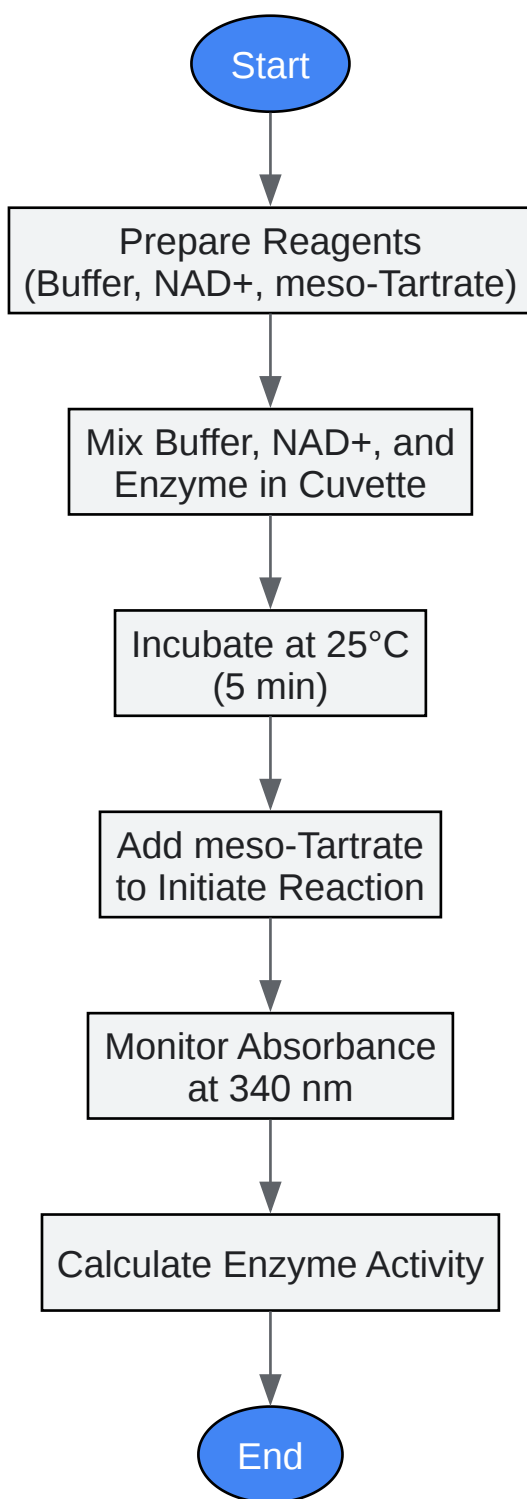 Start
Prepare Reagents
(Buffer, NAD+, meso-Tartrate)
Mix Buffer, NAD+, and
Enzyme in Cuvette
Incubate at 25°C
(5 min)
Add meso-Tartrate
to Initiate Reaction
Monitor Absorbance
at 340 nm
Calculate Enzyme Activity
End